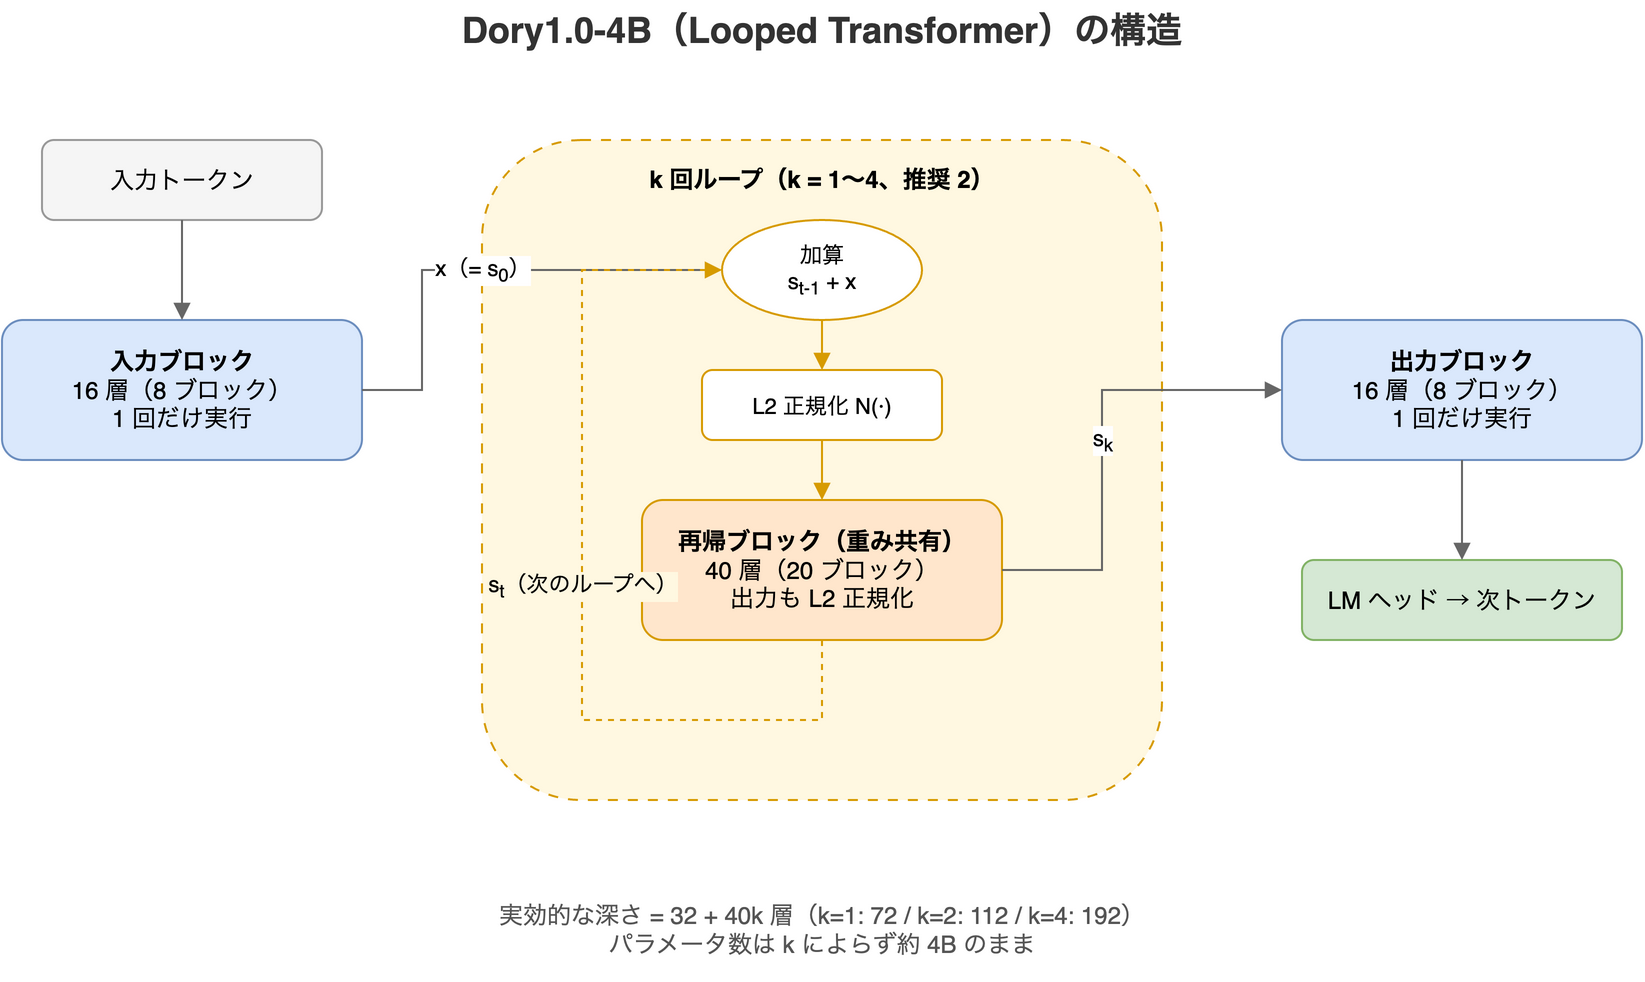 Dory1.0-4B（Looped Transformer）の構造
入力トークン
入力ブロック
16 層（8 ブロック）
1 回だけ実行
k 回ループ（k = 1〜4、推奨 2）
x（= s0）
加算
st-1 + x
L2 正規化 N(·)
再帰ブロック（重み共有）
40 層（20 ブロック）
出力も L2 正規化
st（次のループへ）
sk
出力ブロック
16 層（8 ブロック）
1 回だけ実行
LM ヘッド → 次トークン
実効的な深さ = 32 + 40k 層（k=1: 72 / k=2: 112 / k=4: 192）
パラメータ数は k によらず約 4B のまま